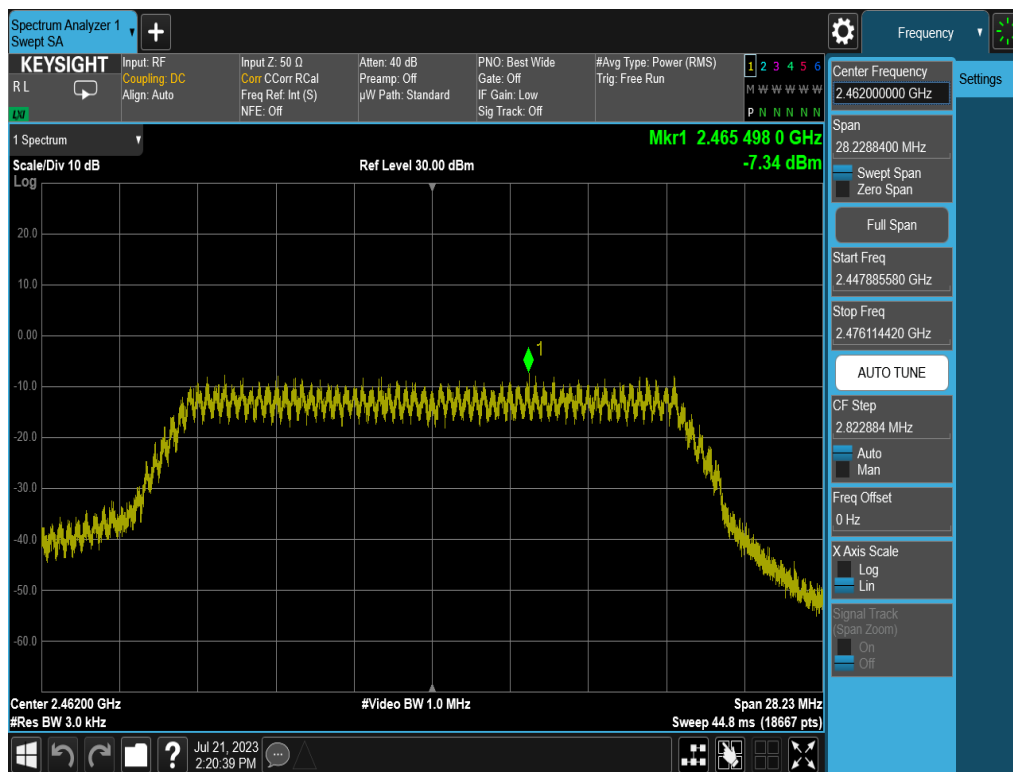 Spectrum Analyzer 1
Swept SA
+
Frequency
KEYSIGHT
R L
LXI
Input: RF
Coupling: DC
Align: Auto
Input Z: 50 Ω
Corr CCorr RCal
Freq Ref: Int (S)
NFE: Off
Atten: 40 dB
Preamp: Off
µW Path: Standard
PNO: Best Wide
Gate: Off
IF Gain: Low
Sig Track: Off
#Avg Type: Power (RMS)
Trig: Free Run
1 2 3 4 5 6
M W W W W W
P N N N N N
1 Spectrum
Scale/Div 10 dB
Log
Ref Level 30.00 dBm
Mkr1 2.465 498 0 GHz
-7.34 dBm
20.0
10.0
0.00
-10.0
-20.0
-30.0
-40.0
-50.0
-60.0
1
Center 2.46200 GHz
#Res BW 3.0 kHz
#Video BW 1.0 MHz
Span 28.23 MHz
Sweep 44.8 ms (18667 pts)
Center Frequency
2.462000000 GHz
Settings
Span
28.2288400 MHz
Swept Span
Zero Span
Full Span
Start Freq
2.447885580 GHz
Stop Freq
2.476114420 GHz
AUTO TUNE
CF Step
2.822884 MHz
Auto
Man
Freq Offset
0 Hz
X Axis Scale
Log
Lin
Signal Track
(Span Zoom)
On
Off
?
Jul 21, 2023
2:20:39 PM